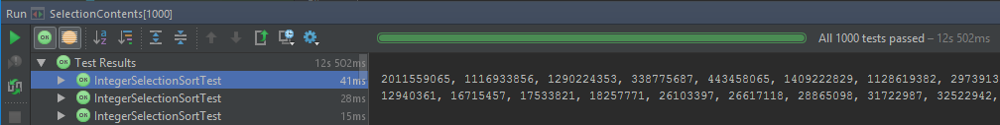 Run SelectionContents[1000]
All 1000 tests passed – 12s 502ms
Test Results 12s 502ms
IntegerSelectionSortTest 41ms
2011559065, 1116933856, 1290224353, 338775687, 443458065, 1409222829, 1128619382, 2973913
IntegerSelectionSortTest 28ms
12940361, 16715457, 17533821, 18257771, 26103397, 26617118, 28865098, 31722987, 32522942,
IntegerSelectionSortTest 15ms